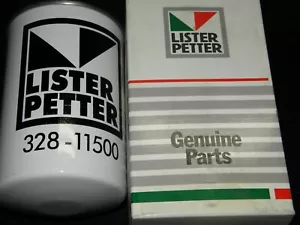 LISTER
PETTER
328-11500
LISTER
PETTER
Genuine
Parts